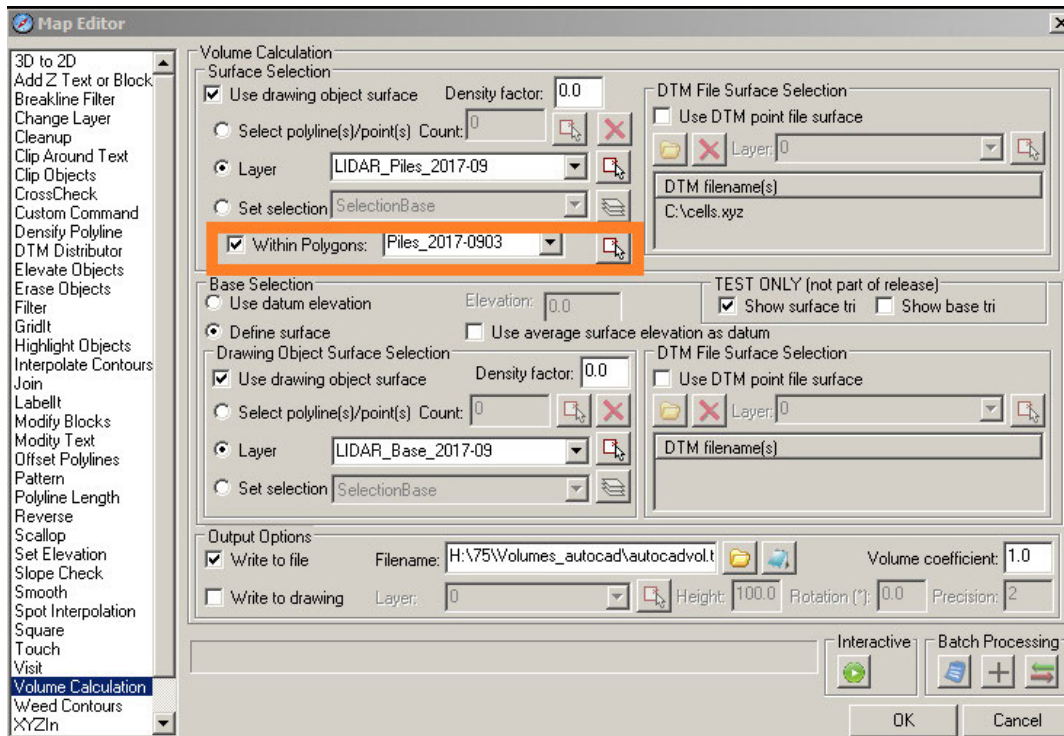 Map Editor
3D to 2D
Add Z Text or Block
Breakline Filter
Change Layer
Cleanup
Clip Around Text
Clip Objects
CrossCheck
Custom Command
Densify Polyline
DTM Distributor
Elevate Objects
Erase Objects
Filter
GridIt
Highlight Objects
Interpolate Contours
Join
LabelIt
Modify Blocks
Modify Text
Offset Polylines
Pattern
Polyline Length
Reverse
Scallop
Set Elevation
Slope Check
Smooth
Spot Interpolation
Square
Touch
Visit
Volume Calculation
Weed Contours
XYZIn
Volume Calculation
Surface Selection
Use drawing object surface Density factor: 0.0
Select polyline(s)/point(s) Count: 0
Layer LIDAR_Piles_2017-09
Set selection SelectionBase
Within Polygons: Piles_2017-0903
DTM File Surface Selection
Use DTM point file surface
Layer: 0
DTM filename(s)
C:\cells.xyz
Base Selection
Use datum elevation Elevation: 0.0
Define surface Use average surface elevation as datum
TEST ONLY (not part of release)
Show surface tri Show base tri
Drawing Object Surface Selection
Use drawing object surface Density factor: 0.0
Select polyline(s)/point(s) Count: 0
Layer LIDAR_Base_2017-09
Set selection SelectionBase
DTM File Surface Selection
Use DTM point file surface
Layer: 0
DTM filename(s)
Output Options
Write to file Filename: H:\75\Volumes_autocad\autocadvol.t Volume coefficient: 1.0
Write to drawing Layer: 0 Height: 100.0 Rotation (°): 0.0 Precision: 2
Interactive Batch Processing
OK Cancel